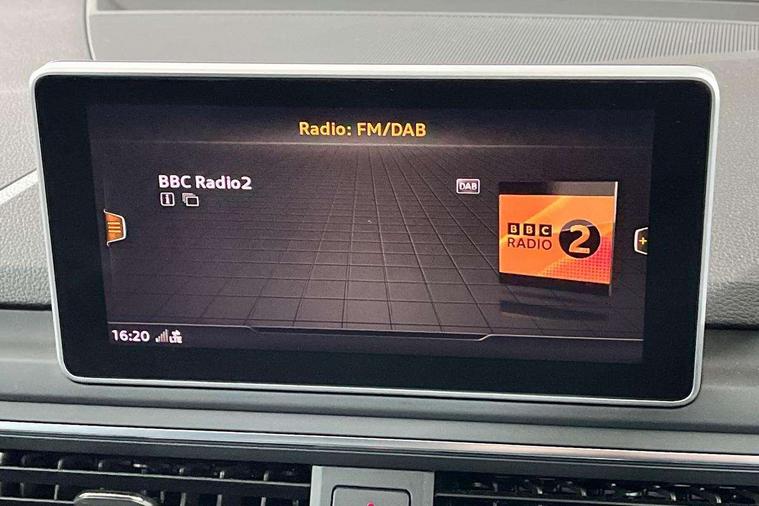 Radio: FM/DAB
BBC Radio2
DAB
BBC
RADIO 2
16:20 LTE